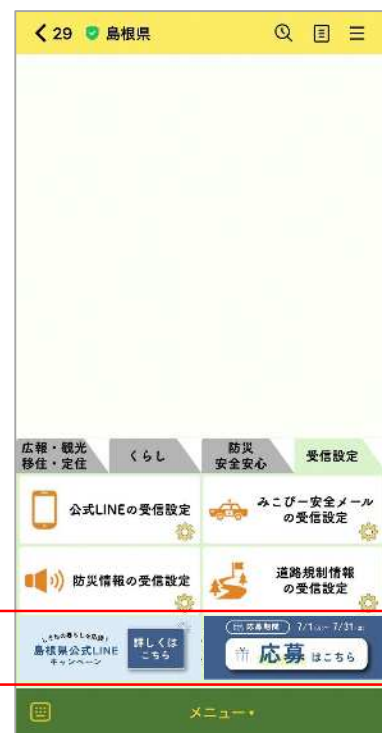 29 島根県
広報・観光
移住・定住
くらし
防災
安全安心
受信設定
公式LINEの受信設定
みこぴー安全メール
の受信設定
防災情報の受信設定
道路規制情報
の受信設定
島根県公式LINE
キャンペーン
詳しくは
こちら
応募期間 7/1 7/31
応募はこちら
メニュー